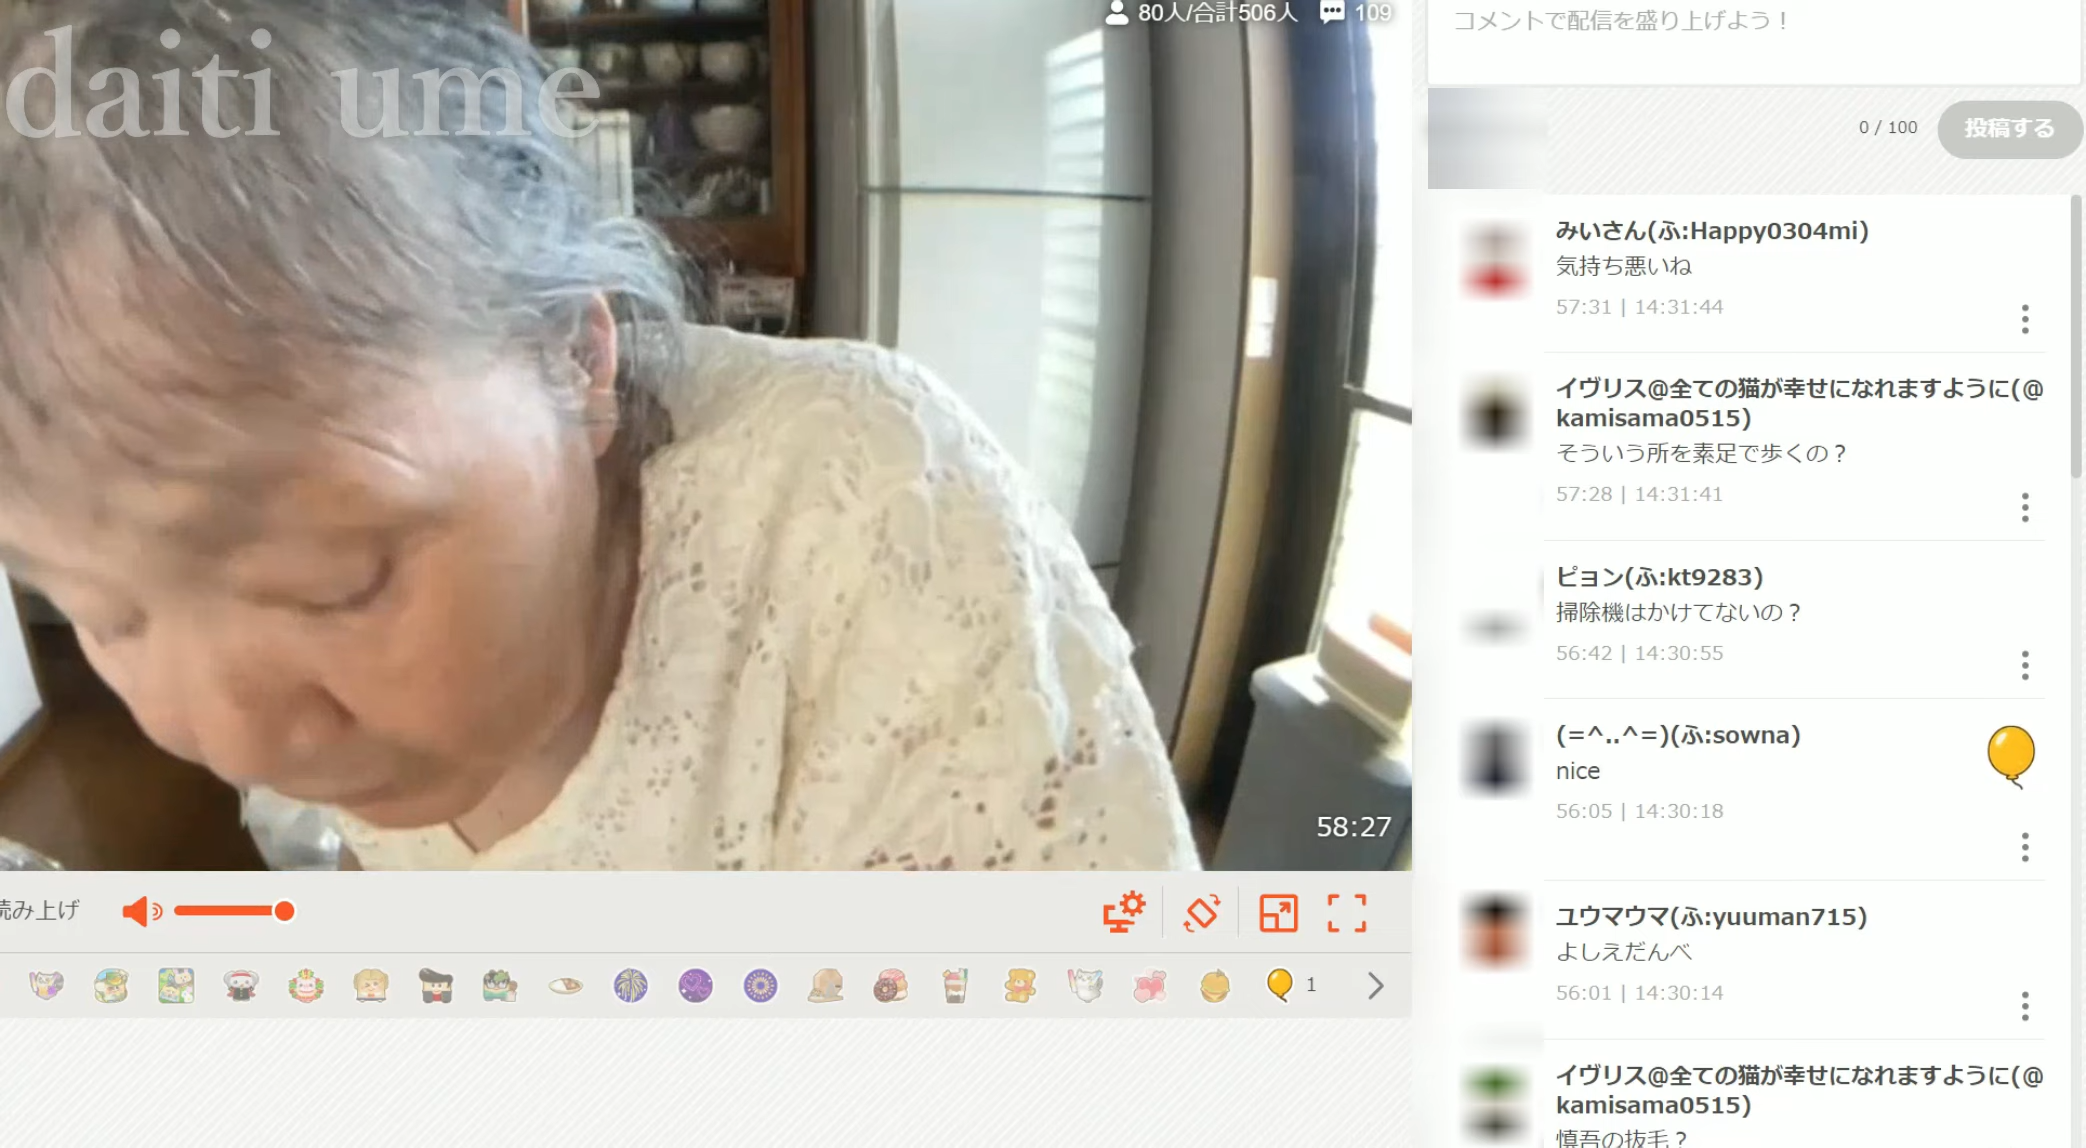 daiti ume
80人/合計506人 109
58:27
読み上げ
1
コメントで配信を盛り上げよう！
0 / 100
投稿する
みいさん(ふ:Happy0304mi)
気持ち悪いね
57:31 | 14:31:44
イヴリス@全ての猫が幸せになれますように(@
kamisama0515)
そういう所を素足で歩くの？
57:28 | 14:31:41
ピョン(ふ:kt9283)
掃除機はかけてないの？
56:42 | 14:30:55
(=^..^=)(ふ:sowna)
nice
56:05 | 14:30:18
ユウマウマ(ふ:yuuman715)
よしえだんべ
56:01 | 14:30:14
イヴリス@全ての猫が幸せになれますように(@
kamisama0515)
慎吾の抜毛？